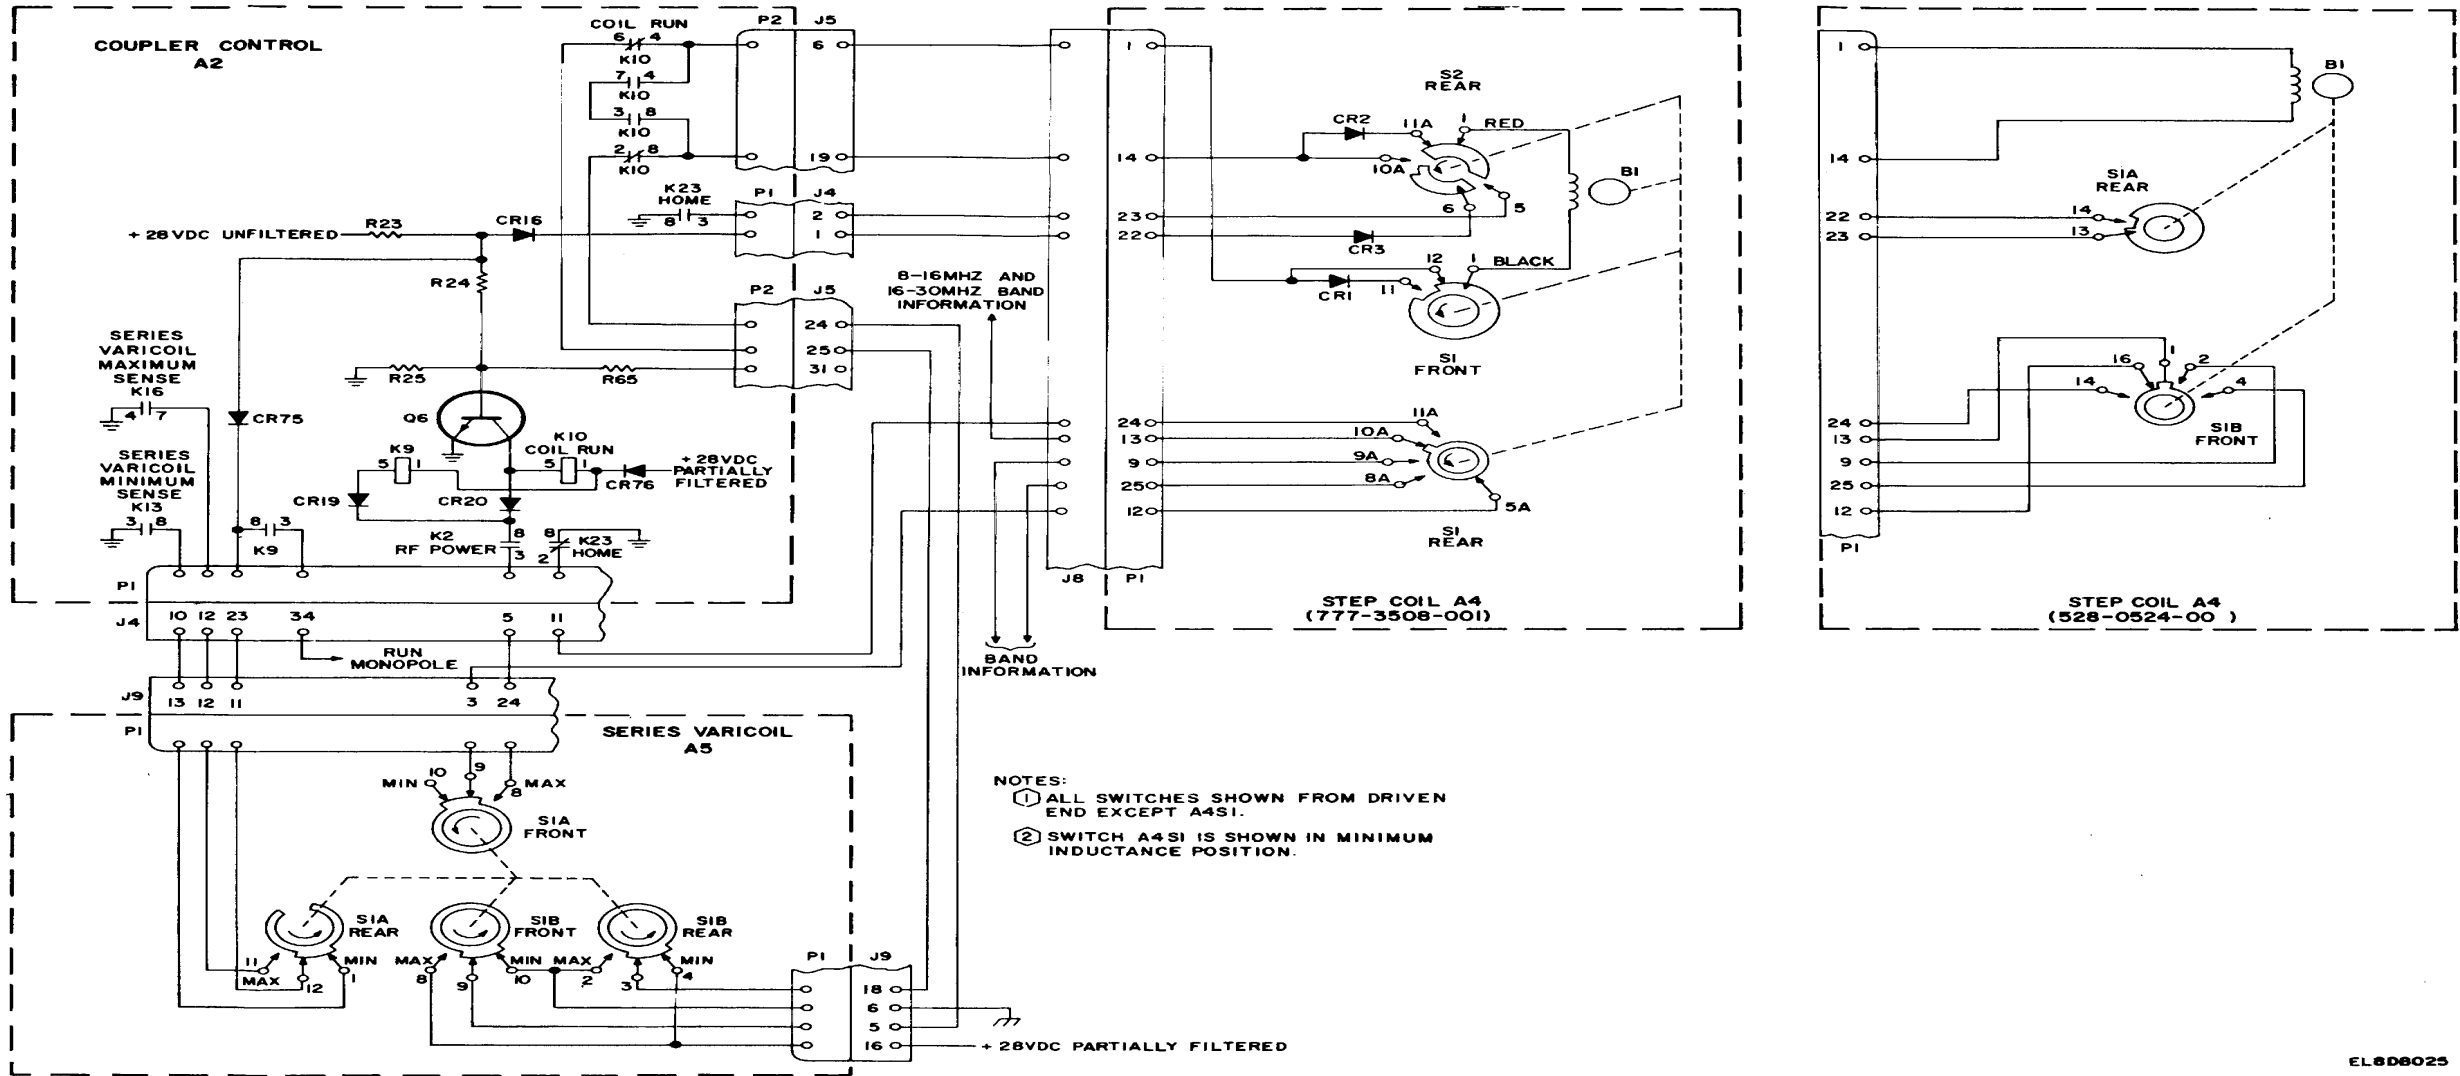 COUPLER CONTROL
A2
COIL RUN
6 4
K10
7 4
K10
3 8
K10
2 8
K10
P2 J5
6
19
K23
HOME
8 3
P1 J4
2
1
+ 28VDC UNFILTERED
R23
CR16
R24
P2 J5
24
25
31
R25
R65
SERIES
VARICOIL
MAXIMUM
SENSE
K16
4 7
CR75
Q6
SERIES
VARICOIL
MINIMUM
SENSE
K13
3 8
K9
5 1
K10
COIL RUN
5 1
+ 28VDC
PARTIALLY
FILTERED
CR76
CR19
CR20
8 3
K9
K2
RF POWER
8
3
8
2
K23
HOME
P1
J4
10 12 23 34 5 11
RUN
MONOPOLE
J9
13 12 11 3 24
P1
SERIES VARICOIL
A5
MIN 10
9
8 MAX
S1A
FRONT
S1A
REAR
S1B
FRONT
S1B
REAR
11
MAX
12
MIN
1
MAX
8
9
MIN
10
MAX
2
3
MIN
4
P1 J9
18
6
5
16
+ 28VDC PARTIALLY FILTERED
8-16MHZ AND
16-30MHZ BAND
INFORMATION
BAND
INFORMATION
J8 P1
1
14
23
22
24
13
9
25
12
S2
REAR
CR2
11A
1
RED
10A
6
5
CR3
B1
12
1
BLACK
CR1
11
S1
FRONT
11A
10A
9A
8A
5A
S1
REAR
STEP COIL A4
(777-3508-001)
1
14
22
23
24
13
9
25
12
P1
B1
S1A
REAR
14
13
16
1
2
14
4
S1B
FRONT
STEP COIL A4
(528-0524-00 )
NOTES:
1 ALL SWITCHES SHOWN FROM DRIVEN
END EXCEPT A4S1.
2 SWITCH A4S1 IS SHOWN IN MINIMUM
INDUCTANCE POSITION.
EL8DB025